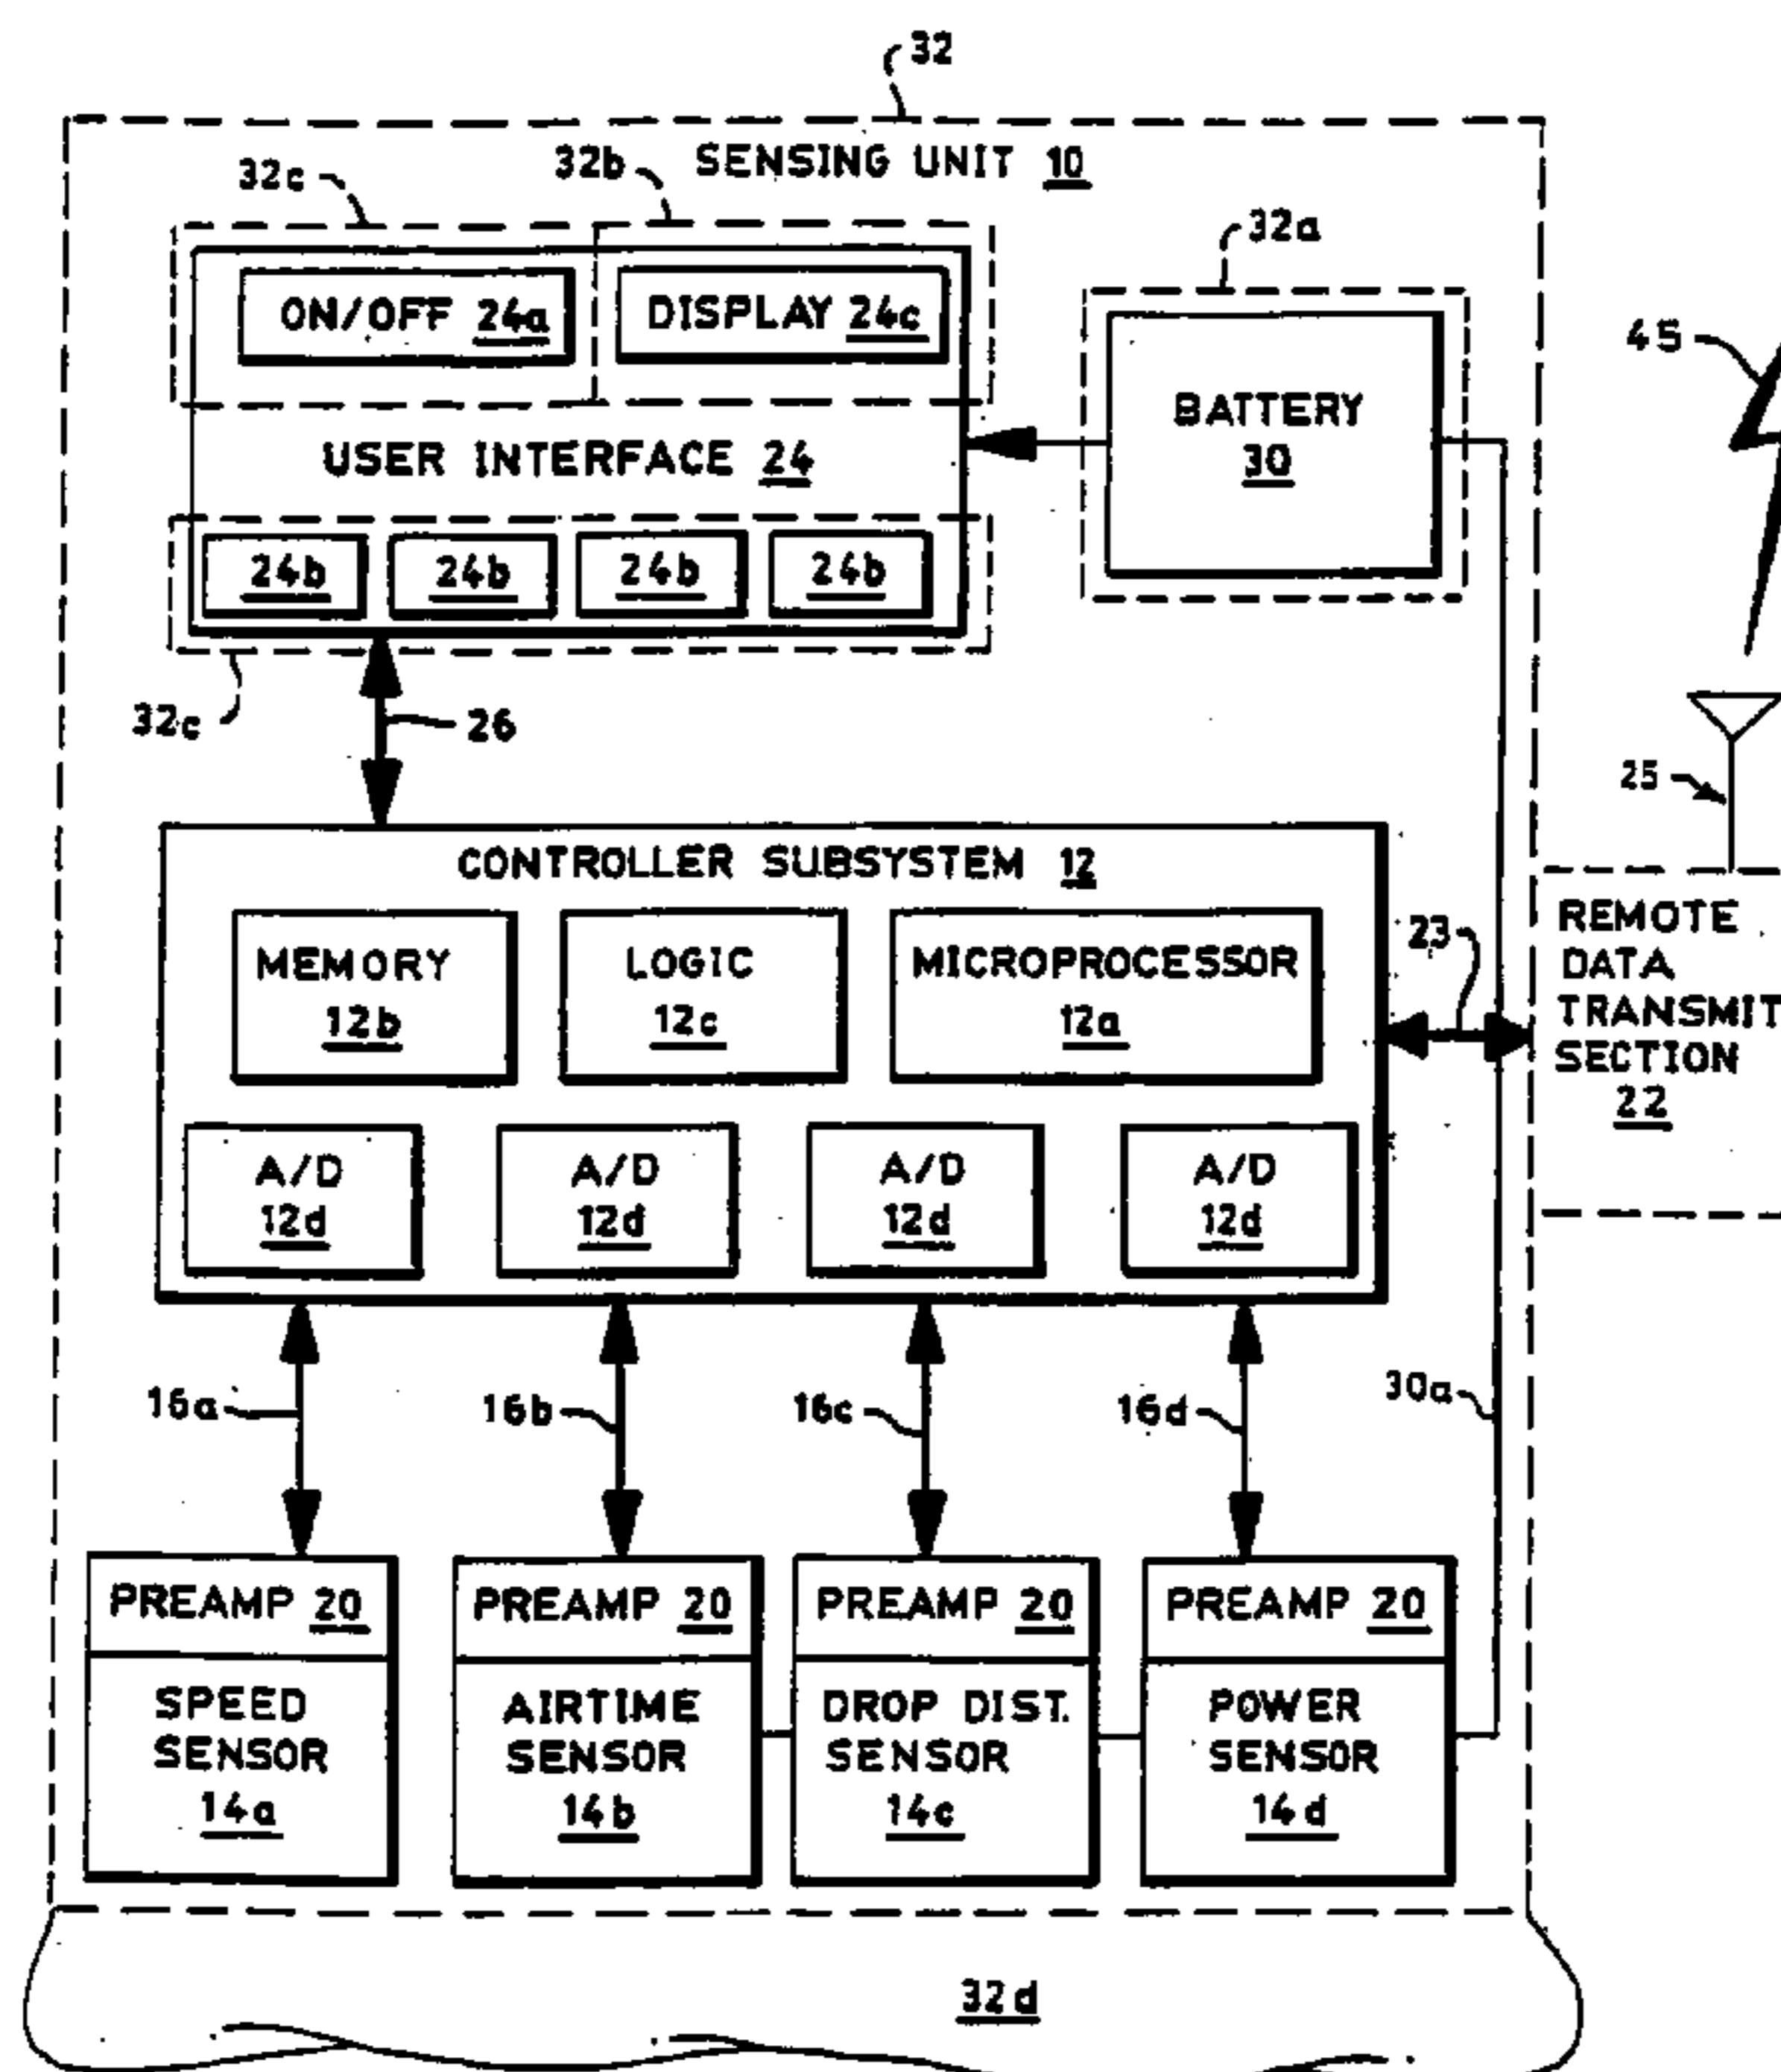 32
SENSING UNIT 10
32c
32b
32a
ON/OFF 24a
DISPLAY 24c
45
BATTERY
30
USER INTERFACE 24
24b 24b 24b 24b
32c
26
25
CONTROLLER SUBSYSTEM 12
MEMORY
12b
LOGIC
12c
MICROPROCESSOR
12a
23
REMOTE
DATA
TRANSMIT
SECTION
22
A/D
12d
A/D
12d
A/D
12d
A/D
12d
16a
16b
16c
16d
30a
PREAMP 20
SPEED
SENSOR
14a
PREAMP 20
AIRTIME
SENSOR
14b
PREAMP 20
DROP DIST.
SENSOR
14c
PREAMP 20
POWER
SENSOR
14d
32d